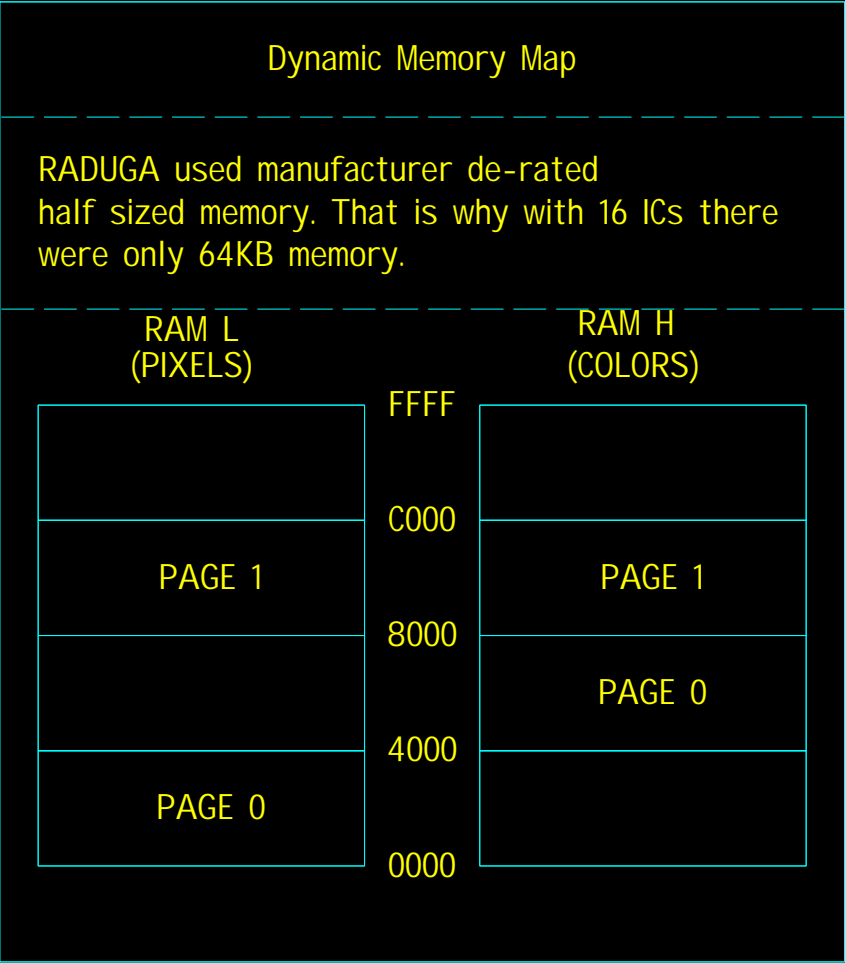 Dynamic Memory Map
RADUGA used manufacturer de-rated
half sized memory. That is why with 16 ICs there
were only 64KB memory.
RAM L
(PIXELS)
RAM H
(COLORS)
FFFF
C000
PAGE 1
PAGE 1
8000
PAGE 0
4000
PAGE 0
0000